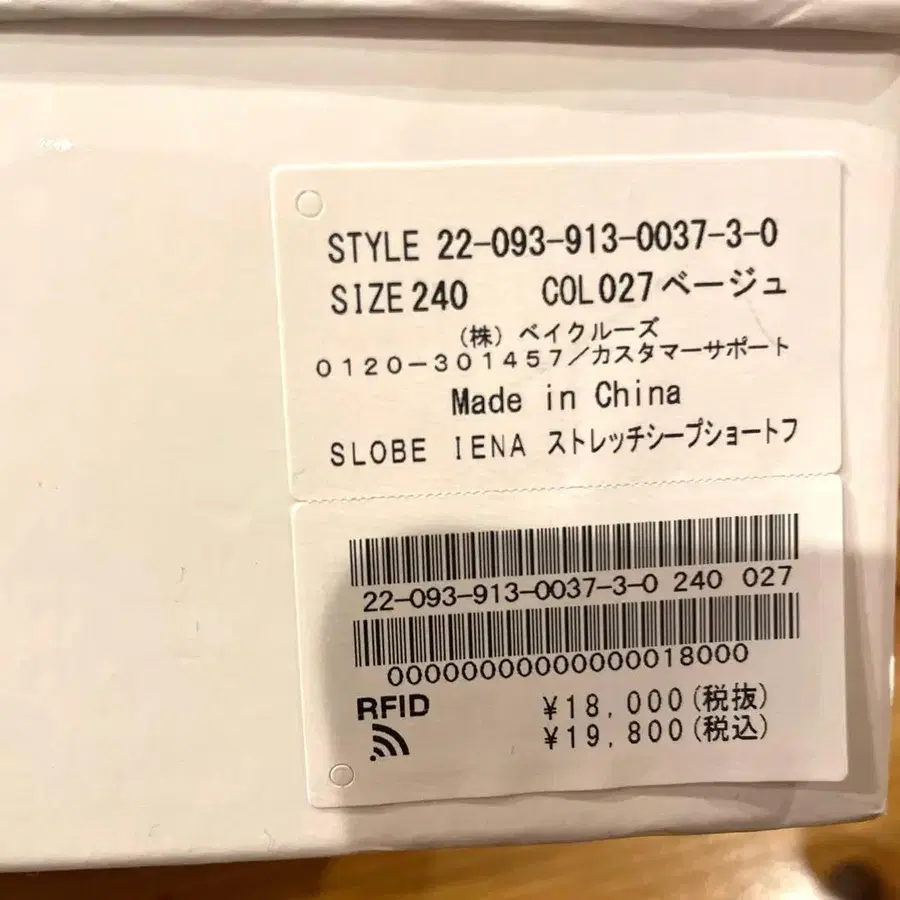 STYLE 22-093-913-0037-3-0
SIZE 240 COL 027 ベージュ
(株) ベイクルーズ
0120-301457/カスタマーサポート
Made in China
SLOBE IENA ストレッチシープショートフ
22-093-913-0037-3-0 240 027
00000000000000018000
RFID
¥18,000(税抜)
¥19,800(税込)